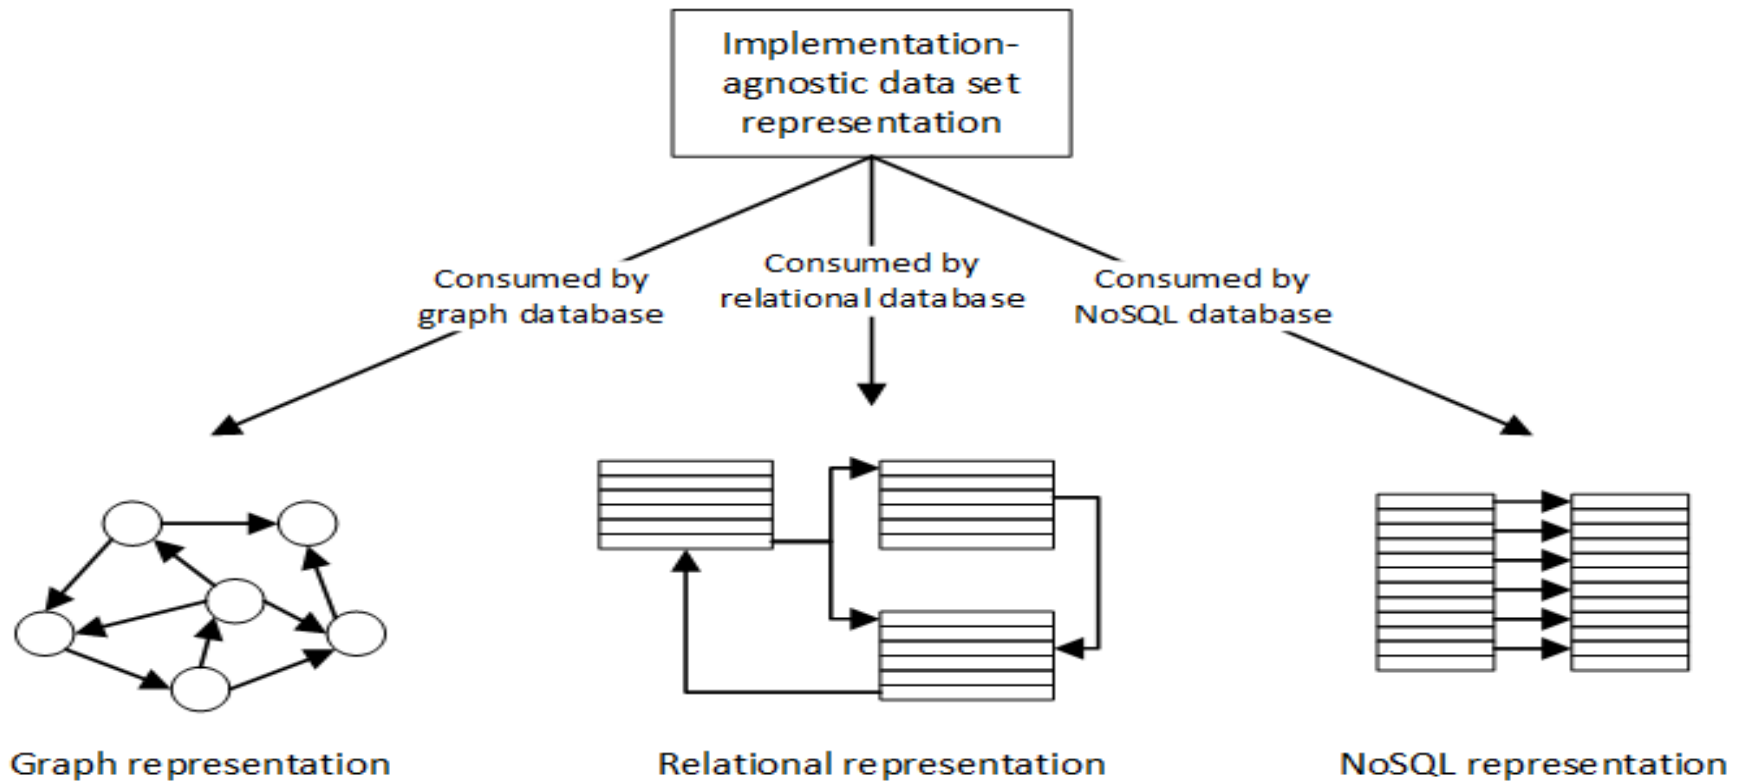 Implementation-
agnostic data set
representation
Consumed by
graph database
Consumed by
relational database
Consumed by
NoSQL database
Graph representation
Relational representation
NoSQL representation